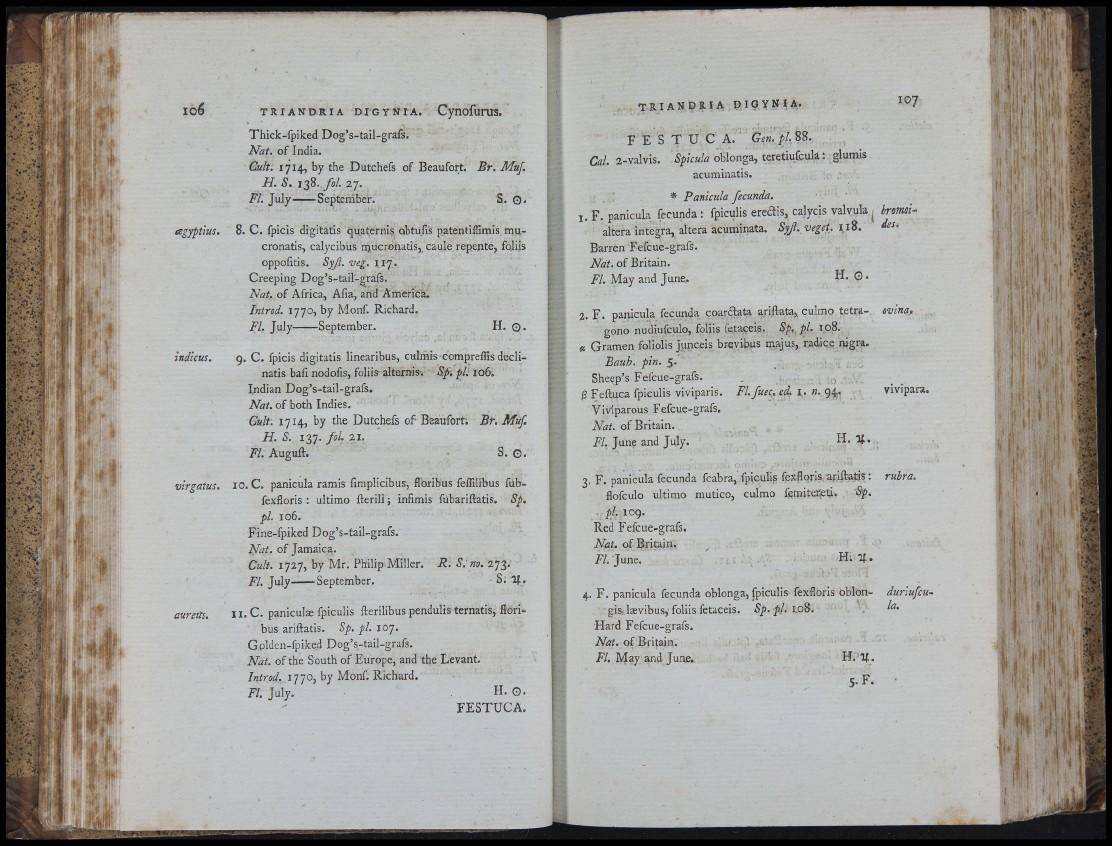 106 TRIANDRIA DIGYNIA. Cynoſurus.
Thick-ſpiked Dog's-tail-graſs.
Nat. of India.
Cult. 1714, by the Dutcheſs of Beaufort. Br. Muſ.
H. S. 138. fol. 27.
Fl. July——September. S. ☉.
ægyptius. 8. C. ſpicis digitatis quaternis obtuſis patentiſſimis mu-
cronatis, calycibus mucronatis, caule repente, foliis
oppoſitis. Syſt. veg. 117.
Creeping Dog's-tail-graſs.
Nat. of Africa, Aſia, and America.
Introd. 1770, by Monſ. Richard.
Fl. July——September. H. ☉.
indicus. 9. C. ſpicis digitatis linearibus, culmis compreſſis decli-
natis baſi nodoſis, foliis alternis. Sp. pl. 106.
Indian Dog's-tail-graſs.
Nat. of both Indies.
Cult. 1714, by the Dutcheſs of Beaufort. Br. Muſ.
H. S. 137. fol. 21.
Fl. Auguſt. S. ☉.
virgatus. 10. C. panicula ramis ſimplicibus, floribus ſeſſilibus ſub-
ſexfloris : ultimo ſterili ; infimis ſubariſtatis. Sp.
pl. 106.
Fine-ſpiked Dog's-tail-graſs.
Nat. of Jamaica.
Cult. 1727, by Mr. Philip Miller. R. S. no. 273.
Fl. July——September. S. ♃.
aureus. 11. C. paniculæ ſpiculis ſterilibus pendulis ternatis, flori-
bus ariſtatis. Sp. pl. 107.
Golden-ſpiked Dog's-tail-graſs.
Nat. of the South of Europe, and the Levant.
Introd. 1770, by Monſ. Richard.
Fl. July. H. ☉.
FESTUCA.
TRIANDRIA DIGYNIA. 107
FESTUCA. Gen. pl. 88.
Cal. 2-valvis. Spicula oblonga, teretiuſcula : glumis
acuminatis.
* Panicula ſecunda.
1. F. panicula ſecunda : ſpiculis erectis, calycis valvula bromoi-
altera integra, altera acuminata. Syſt. veget. 118. des.
Barren Feſcue-graſs.
Nat. of Britain.
Fl. May and June. H. ☉.
2. F. panicula ſecunda coarctata ariſtata, culmo tetra- ovina.
gono nudiuſculo, foliis ſetaceis. Sp. pl. 108.
α Gramen foliolis junceis brevibus majus, radice nigra.
Bauh. pin. 5.
Sheep's Feſcue-graſs.
β Feſtuca ſpiculis viviparis. Fl. ſuec. ed. 1. n. 94. vivipara.
Viviparous Feſcue-graſs.
Nat. of Britain.
Fl. June and July. H. ♃.
3. F. panicula ſecunda ſcabra, ſpiculis ſexfloris ariſtatis : rubra.
floſculo ultimo mutico, culmo ſemitereti. Sp.
pl. 109.
Red Feſcue-graſs.
Nat. of Britain.
Fl. June. H. ♃.
4. F. panicula ſecunda oblonga, ſpiculis ſexfloris oblon- duriuſcu-
gis lævibus, foliis ſetaceis. Sp. pl. 108. la.
Hard Feſcue-graſs.
Nat. of Britain.
Fl. May and June. H. ♃.
5. F.